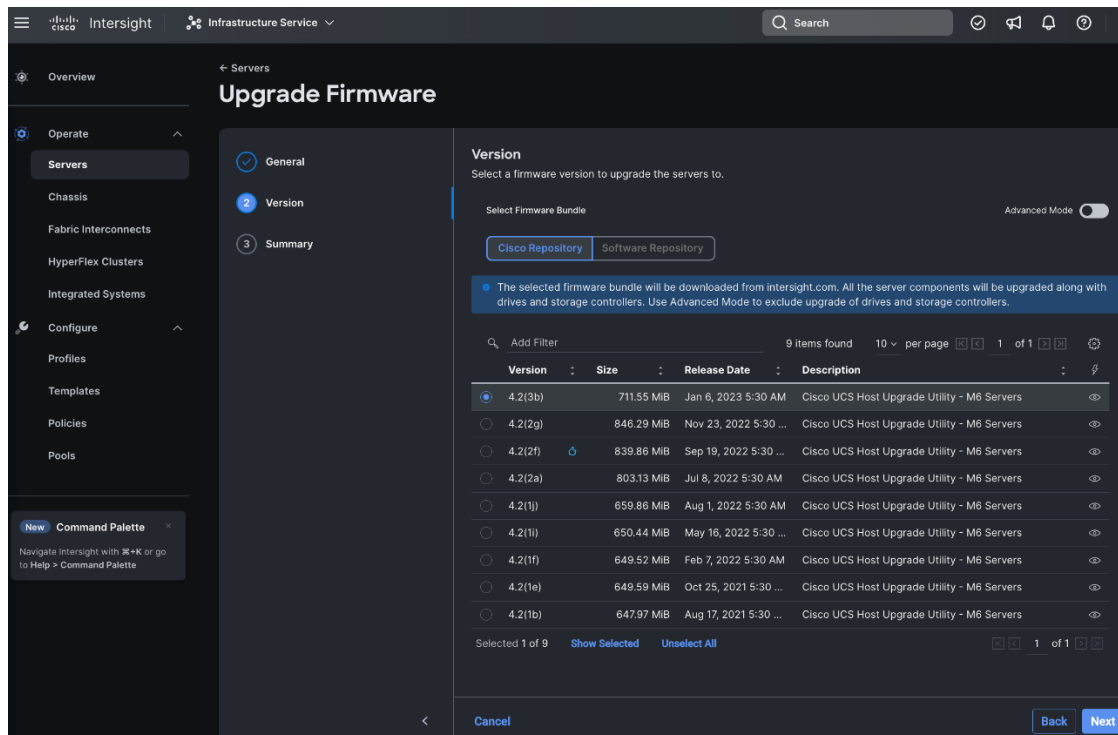 cisco Intersight
Infrastructure Service
Search
Overview
Operate
Servers
Chassis
Fabric Interconnects
HyperFlex Clusters
Integrated Systems
Configure
Profiles
Templates
Policies
Pools
New Command Palette ×
Navigate Intersight with ⌘+K or go
to Help > Command Palette
← Servers
Upgrade Firmware
General
2 Version
3 Summary
Version
Select a firmware version to upgrade the servers to.
Select Firmware Bundle
Advanced Mode
Cisco Repository Software Repository
The selected firmware bundle will be downloaded from intersight.com. All the server components will be upgraded along with
drives and storage controllers. Use Advanced Mode to exclude upgrade of drives and storage controllers.
Add Filter 9 items found 10 per page 1 of 1
Version Size Release Date Description
4.2(3b) 711.55 MiB Jan 6, 2023 5:30 AM Cisco UCS Host Upgrade Utility - M6 Servers
4.2(2g) 846.29 MiB Nov 23, 2022 5:30 ... Cisco UCS Host Upgrade Utility - M6 Servers
4.2(2f) 839.86 MiB Sep 19, 2022 5:30 ... Cisco UCS Host Upgrade Utility - M6 Servers
4.2(2a) 803.13 MiB Jul 8, 2022 5:30 AM Cisco UCS Host Upgrade Utility - M6 Servers
4.2(1j) 659.86 MiB Aug 1, 2022 5:30 AM Cisco UCS Host Upgrade Utility - M6 Servers
4.2(1i) 650.44 MiB May 16, 2022 5:30 ... Cisco UCS Host Upgrade Utility - M6 Servers
4.2(1f) 649.52 MiB Feb 7, 2022 5:30 AM Cisco UCS Host Upgrade Utility - M6 Servers
4.2(1e) 649.59 MiB Oct 25, 2021 5:30 ... Cisco UCS Host Upgrade Utility - M6 Servers
4.2(1b) 647.97 MiB Aug 17, 2021 5:30 ... Cisco UCS Host Upgrade Utility - M6 Servers
Selected 1 of 9 Show Selected Unselect All 1 of 1
Cancel Back Next